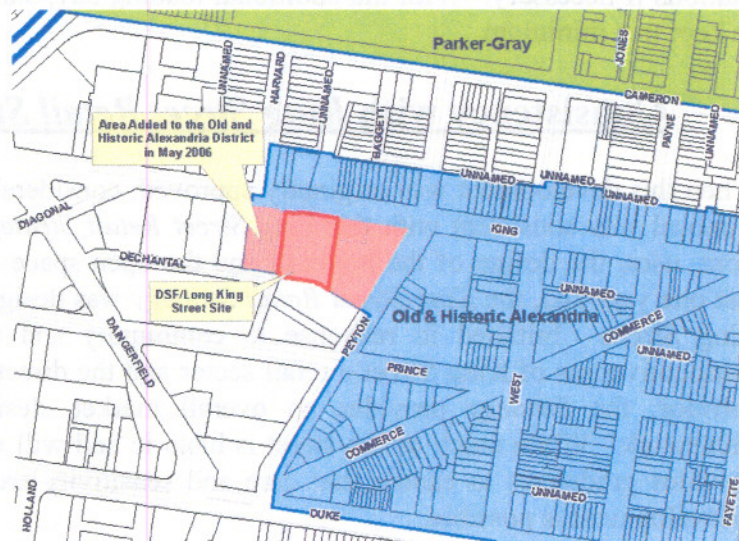 Parker-Gray
JONES
UNNAMED
HARVARD
UNNAMED
CAMERON
PAYNE
UNNAMED
Area Added to the Old and
Historic Alexandria District
in May 2006
BAGGETT
UNNAMED
UNNAMED
UNNAMED
DIAGONAL
KING
DECHANTAL
DSF/Long King
Street Site
UNNAMED
Old & Historic Alexandria
COMMERCE
UNNAMED
PEYTON
DANGERFIELD
PRINCE
WEST
COMMERCE
UNNAMED
HOLLAND
DUKE
FAYETTE